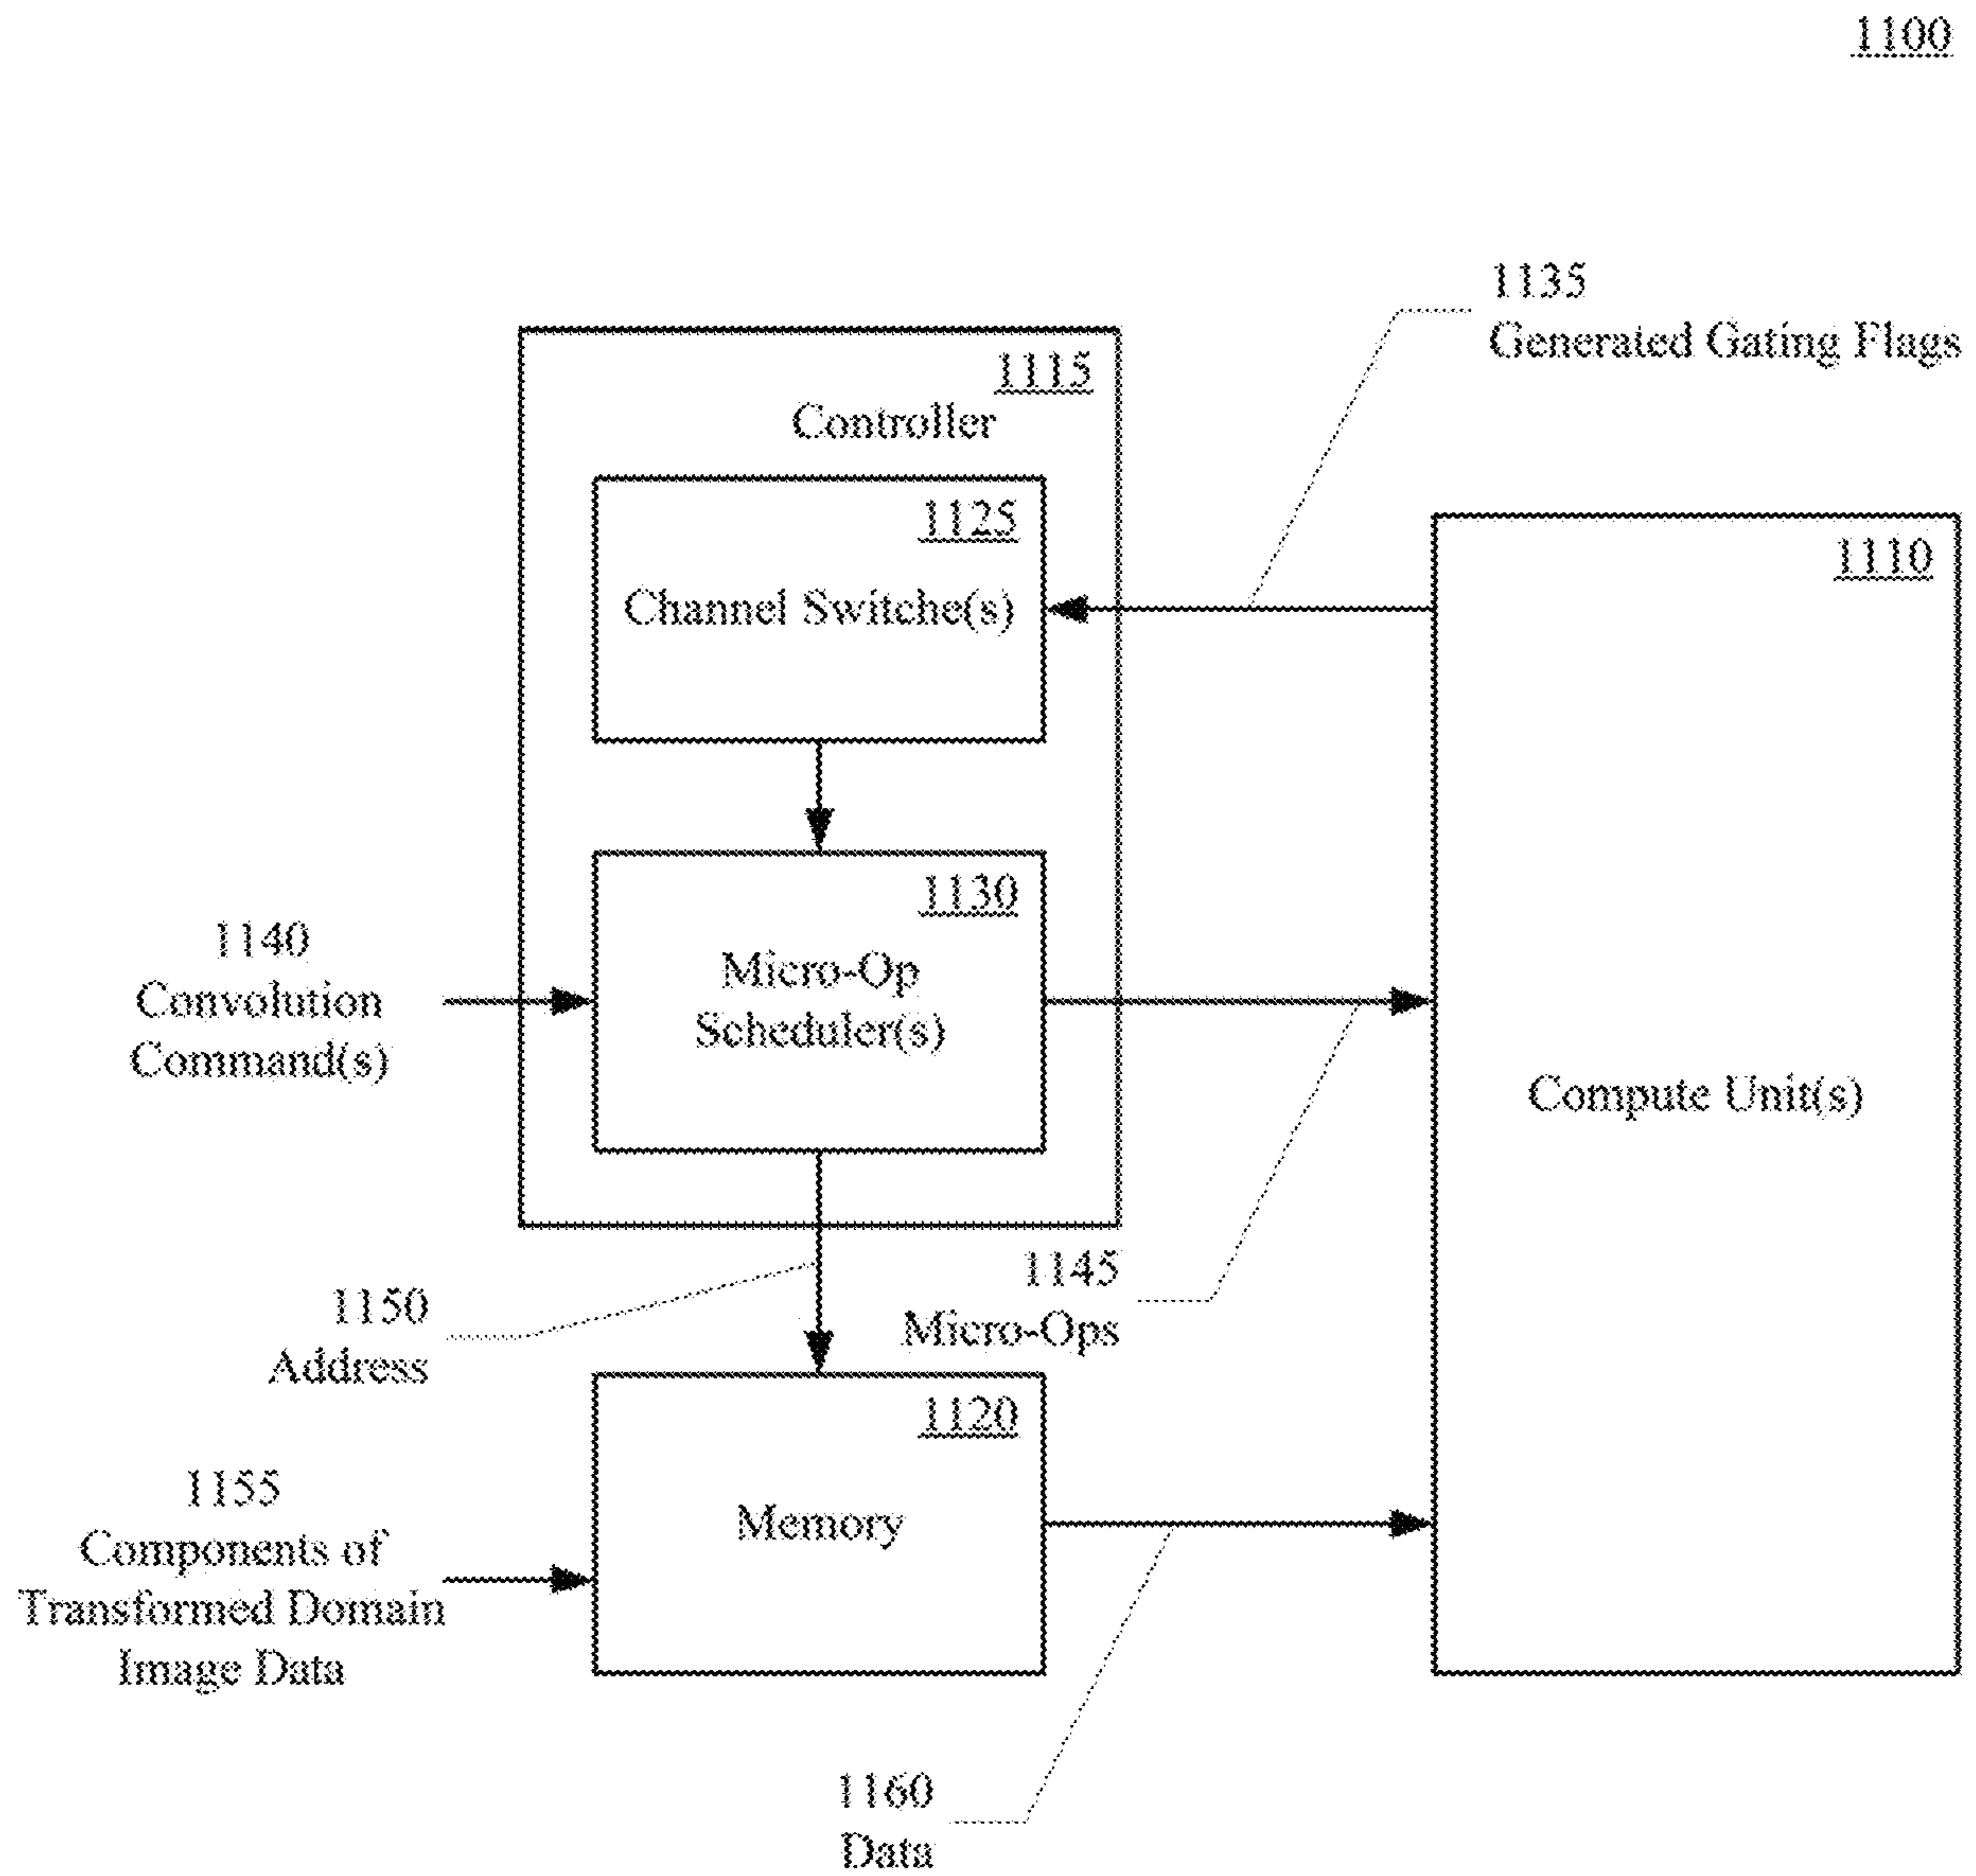 1100
1135
Generated Gating Flags
1115
Controller
1125
Channel Switche(s)
1110
Compute Unit(s)
1130
Micro-Op
Scheduler(s)
1140
Convolution
Command(s)
1145
Micro-Ops
1150
Address
1120
Memory
1155
Components of
Transformed Domain
Image Data
1160
Data